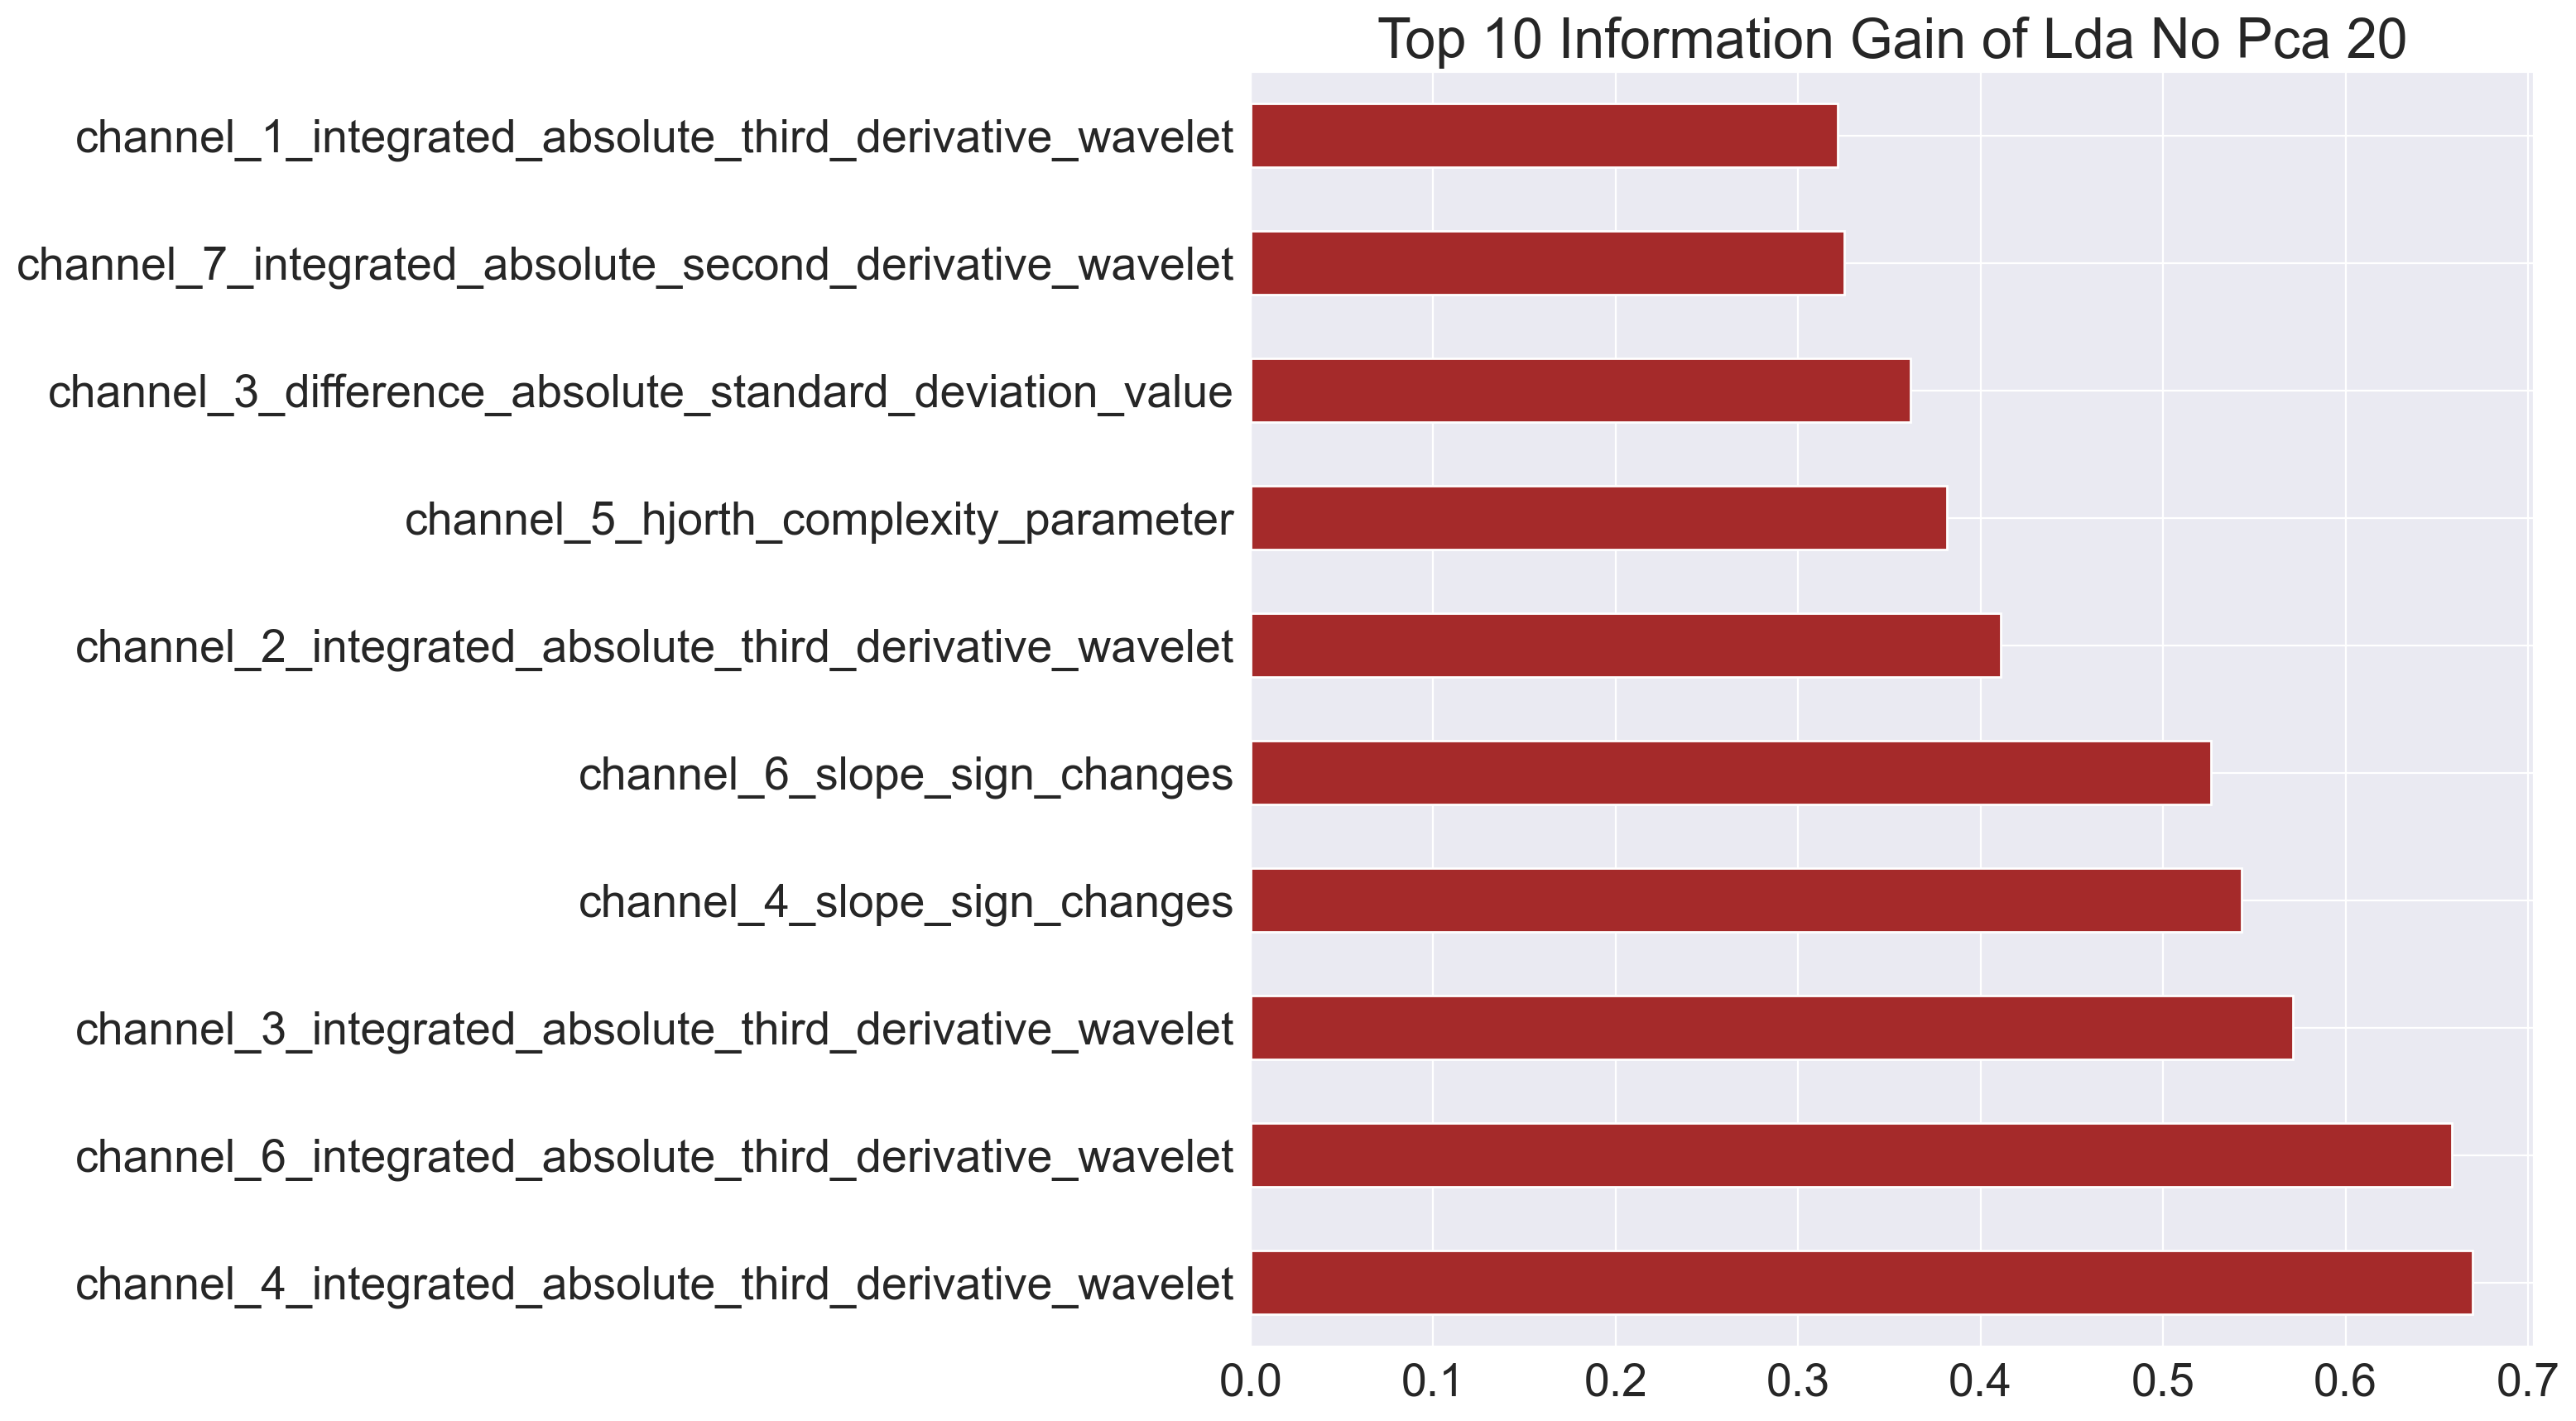 Top 10 Information Gain of Lda No Pca 20
channel_1_integrated_absolute_third_derivative_wavelet
channel_7_integrated_absolute_second_derivative_wavelet
channel_3_difference_absolute_standard_deviation_value
channel_5_hjorth_complexity_parameter
channel_2_integrated_absolute_third_derivative_wavelet
channel_6_slope_sign_changes
channel_4_slope_sign_changes
channel_3_integrated_absolute_third_derivative_wavelet
channel_6_integrated_absolute_third_derivative_wavelet
channel_4_integrated_absolute_third_derivative_wavelet
0.0 0.1 0.2 0.3 0.4 0.5 0.6 0.7